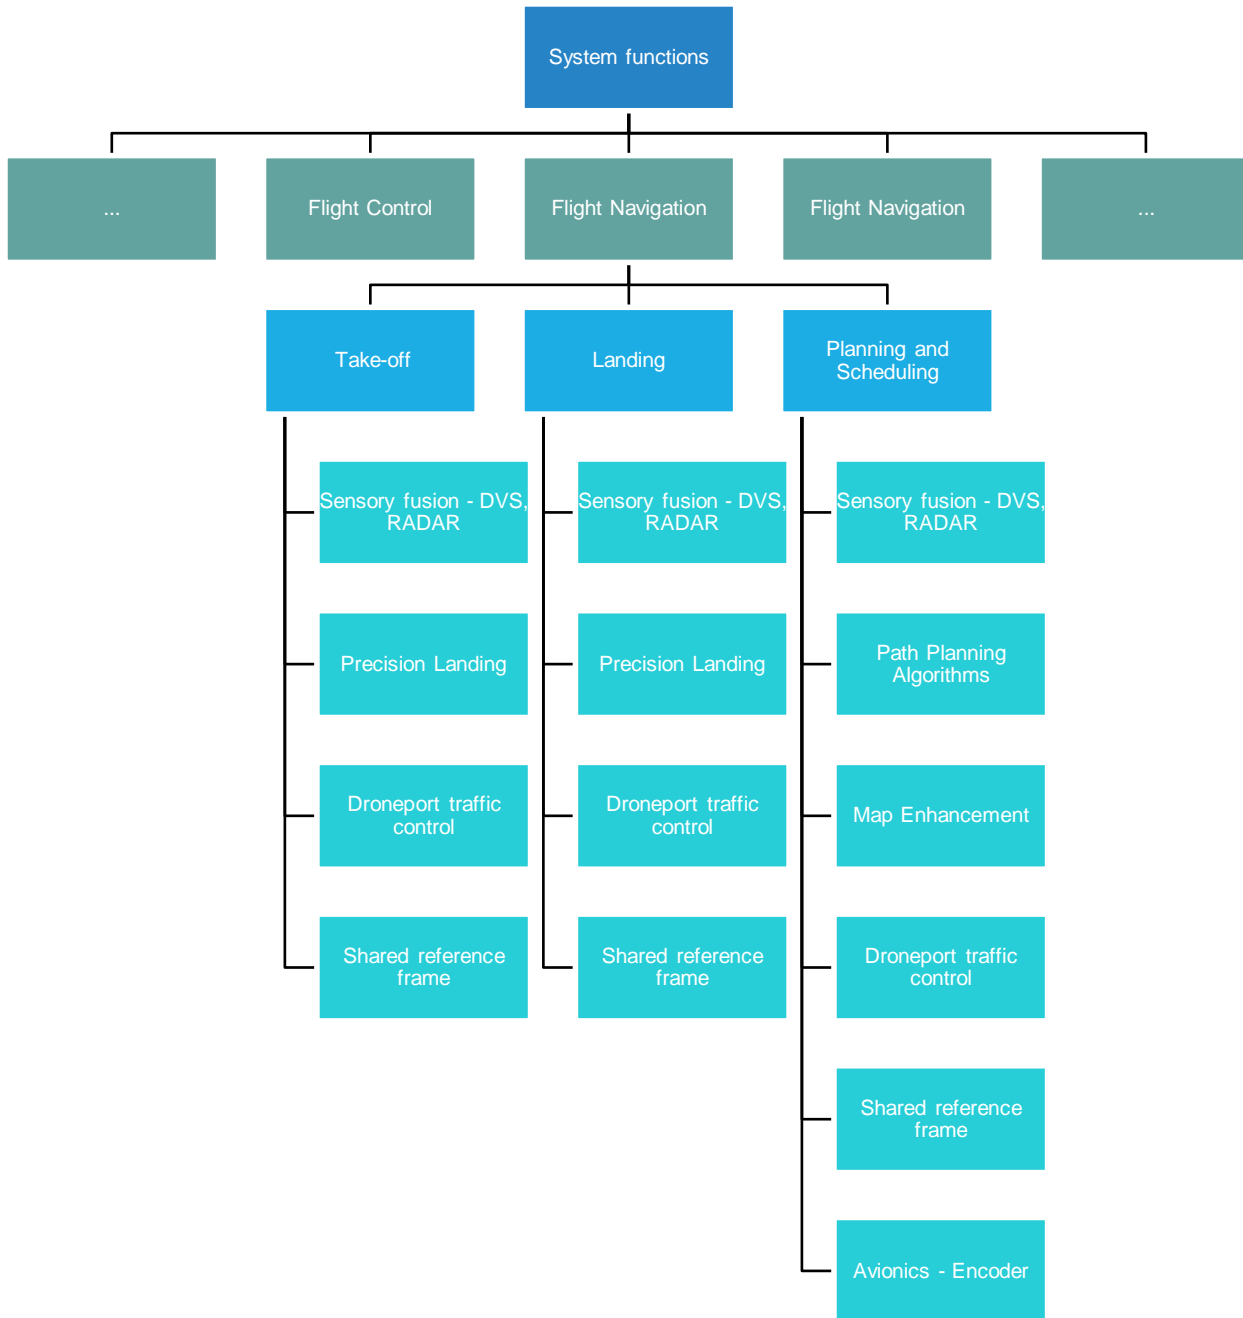 System functions
...
Flight Control
Flight Navigation
Flight Navigation
...
Take-off
Landing
Planning and
Scheduling
Sensory fusion - DVS,
RADAR
Sensory fusion - DVS,
RADAR
Sensory fusion - DVS,
RADAR
Precision Landing
Precision Landing
Path Planning
Algorithms
Droneport traffic
control
Droneport traffic
control
Map Enhancement
Shared reference
frame
Shared reference
frame
Droneport traffic
control
Shared reference
frame
Avionics - Encoder